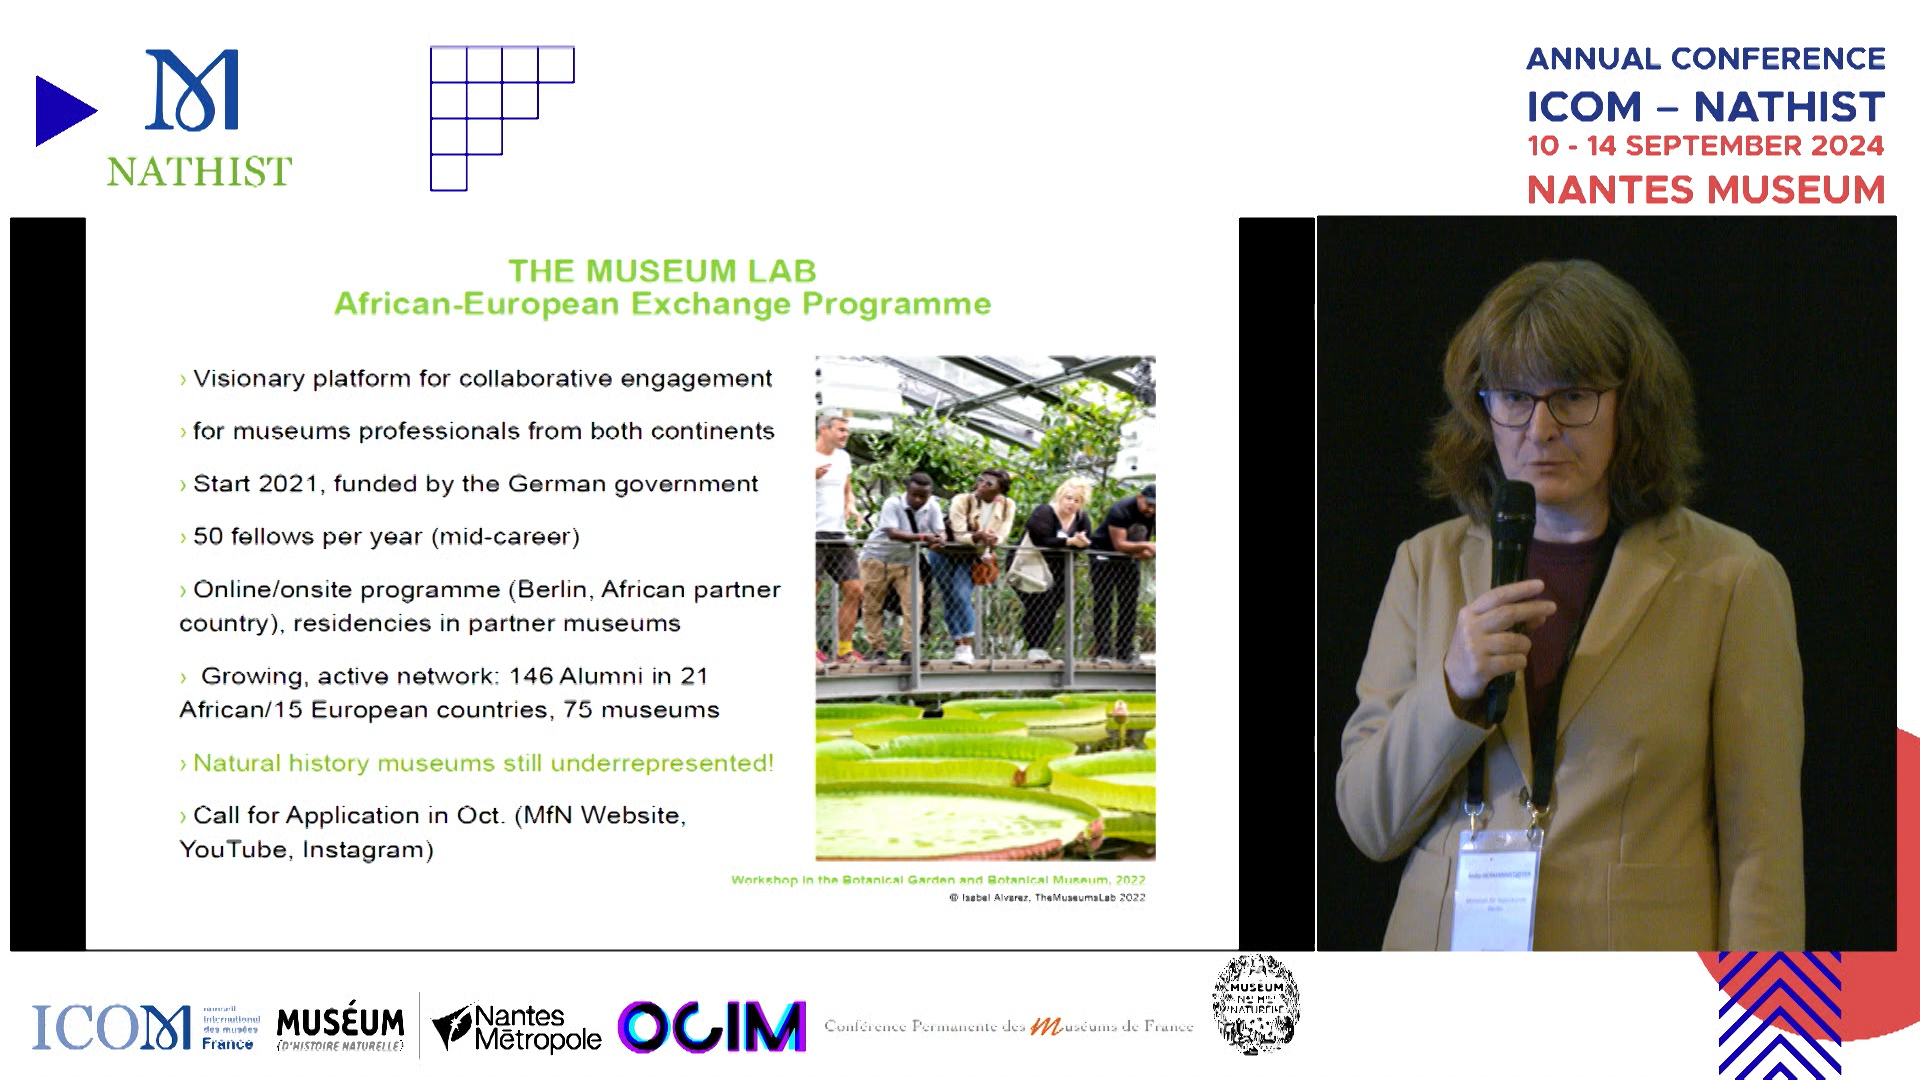 NATHIST
ANNUAL CONFERENCE
ICOM – NATHIST
10 - 14 SEPTEMBER 2024
NANTES MUSEUM
THE MUSEUM LAB
African-European Exchange Programme
› Visionary platform for collaborative engagement
› for museums professionals from both continents
› Start 2021, funded by the German government
› 50 fellows per year (mid-career)
› Online/onsite programme (Berlin, African partner
country), residencies in partner museums
› Growing, active network: 146 Alumni in 21
African/15 European countries, 75 museums
› Natural history museums still underrepresented!
› Call for Application in Oct. (MfN Website,
YouTube, Instagram)
Workshop in the Botanical Garden and Botanical Museum, 2022
© Isabel Alvarez, TheMuseumsLab 2022
ICOM
conseil
international
des musées
France
MUSÉUM
(D'HISTOIRE NATURELLE)
Nantes
Métropole
OCIM
Conférence Permanente des Muséums de France
MUSEUM
NATURELLE